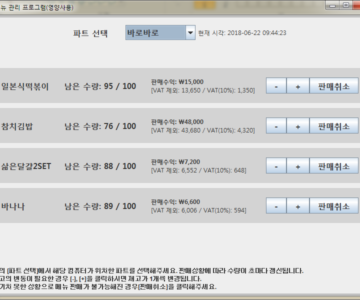 뉴 관리 프로그램(열람사용)
파트 선택 바로바로 현재 시각: 2018-06-22 09:44:23
일본식떡볶이 남은 수량: 95 / 100 판매수익: ₩15,000 - + 판매취소
[VAT 제외: 13,650 / VAT(10%): 1,350]
참치김밥 남은 수량: 76 / 100 판매수익: ₩48,000 - + 판매취소
[VAT 제외: 43,680 / VAT(10%): 4,320]
삶은달걀2SET 남은 수량: 88 / 100 판매수익: ₩7,200 - + 판매취소
[VAT 제외: 6,552 / VAT(10%): 648]
바나나 남은 수량: 89 / 100 판매수익: ₩6,600 - + 판매취소
[VAT 제외: 6,006 / VAT(10%): 594]
의 [파트 선택]에서 해당 컴퓨터가 위치한 파트를 선택해주세요. 판매상황에 따라 수량이 초마다 갱신됩니다.
고의 변동이 필요한 경우 [-], [+]을 클릭하시면 재고가 1개씩 변경됩니다.
기치 못한 상황으로 메뉴 판매가 불가능해진 경우 [판매취소]을 클릭해주세요.